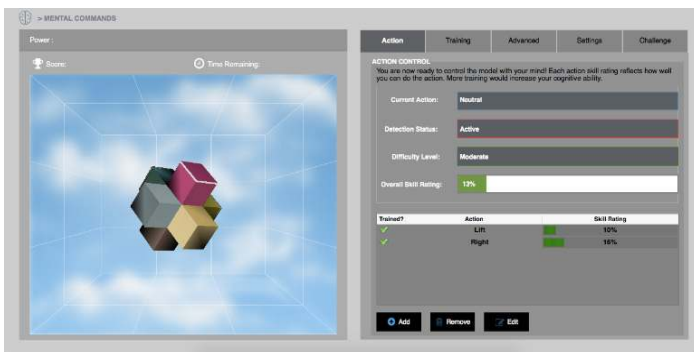 > MENTAL COMMANDS
Power :
Score:
Time Remaining:
Action
Training
Advanced
Settings
Challenge
ACTION CONTROL
You are now ready to control the model with your mind! Each action skill rating reflects how well
you can do the action. More training would increase your cognitive ability.
Current Action:
Neutral
Detection Status:
Active
Difficulty Level:
Moderate
Overall Skill Rating:
13%
Trained? Action Skill Rating
Lift 10%
Right 16%
Add
Remove
Edit